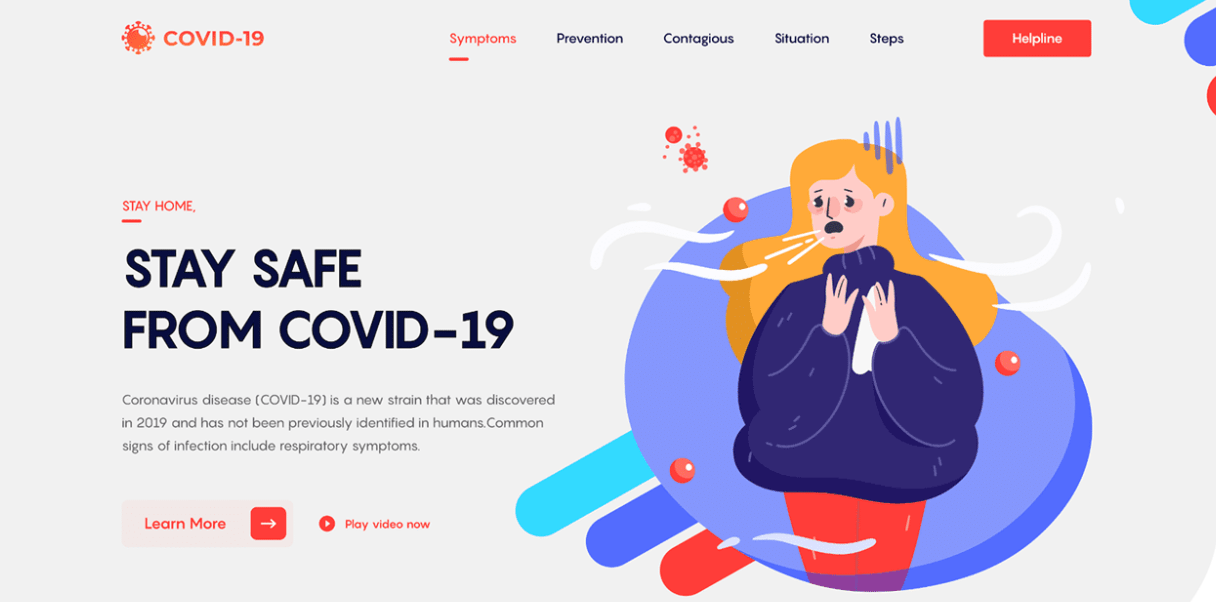 COVID-19
Symptoms
Prevention
Contagious
Situation
Steps
Helpline
STAY HOME,
STAY SAFE
FROM COVID-19
Coronavirus disease (COVID-19) is a new strain that was discovered
in 2019 and has not been previously identified in humans.Common
signs of infection include respiratory symptoms.
Learn More
Play video now